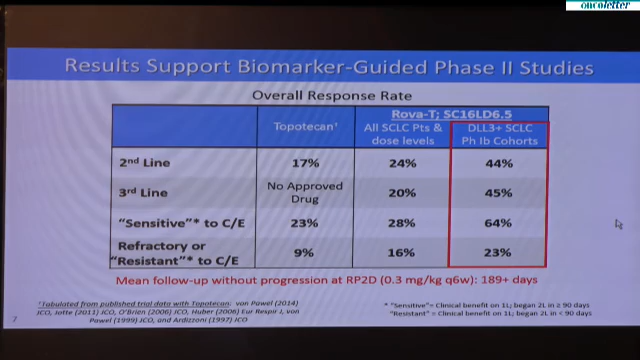 oncoletter
Results Support Biomarker-Guided Phase II Studies
Overall Response Rate
Rova-T; SC16LD6.5
Topotecan†
All SCLC Pts &
dose levels
DLL3+ SCLC
Ph Ib Cohorts
2nd Line 17% 24% 44%
3rd Line No Approved Drug 20% 45%
"Sensitive"* to C/E 23% 28% 64%
Refractory or
"Resistant"* to C/E 9% 16% 23%
Mean follow-up without progression at RP2D (0.3 mg/kg q6w): 189+ days
†Tabulated from published trial data with Topotecan: von Pawel (2014)
JCO, Jotte (2011) JCO, O'Brien (2006) JCO, Huber (2006) Eur Respir J, von
Pawel (1999) JCO, and Ardizzoni (1997) JCO
* "Sensitive"= Clinical benefit on 1L; began 2L in ≥ 90 days
"Resistant"= Clinical benefit on 1L; began 2L in < 90 days
7